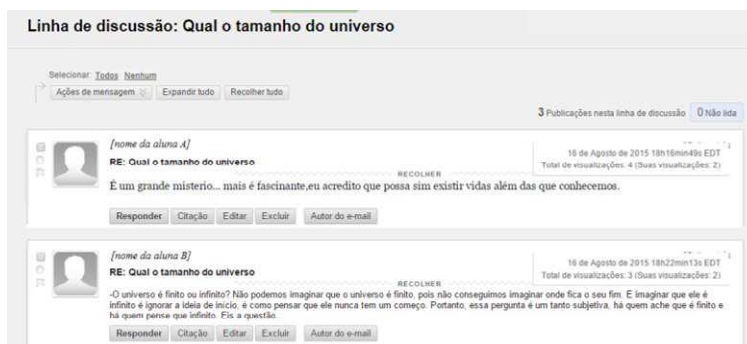 Linha de discussão: Qual o tamanho do universo
Selecionar: Todos Nenhum
Ações de mensagem Expandir tudo Recolher tudo
3 Publicações nesta linha de discussão 0 Não lida
[nome da aluna A]
16 de Agosto de 2015 18h16min49s EDT
RE: Qual o tamanho do universo
Total de visualizações: 4 (Suas visualizações: 2)
RECOLHER
É um grande misterio... mais é fascinante,eu acredito que possa sim existir vidas além das que conhecemos.
Responder Citação Editar Excluir Autor do e-mail
[nome da aluna B]
16 de Agosto de 2015 18h22min13s EDT
RE: Qual o tamanho do universo
Total de visualizações: 3 (Suas visualizações: 2)
RECOLHER
-O universo é finito ou infinito? Não podemos imaginar que o universo é finito, pois não conseguimos imaginar onde fica o seu fim. E imaginar que ele é
infinito é ignorar a ideia de inicio, é como pensar que ele nunca tem um começo. Portanto, essa pergunta é um tanto subjetiva, há quem ache que é finito e
há quem pense que infinito. Eis a questão.
Responder Citação Editar Excluir Autor do e-mail